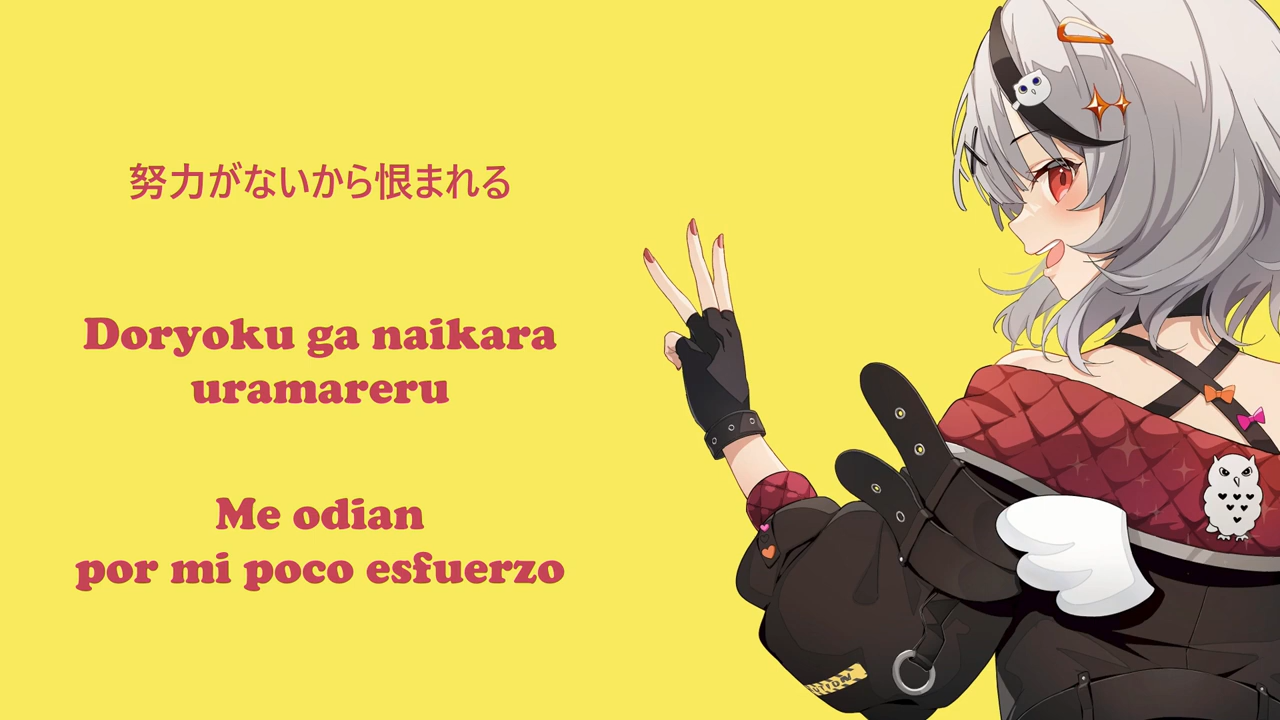 努力がないから恨まれる
Doryoku ga naikara
uramareru
Me odian
por mi poco esfuerzo